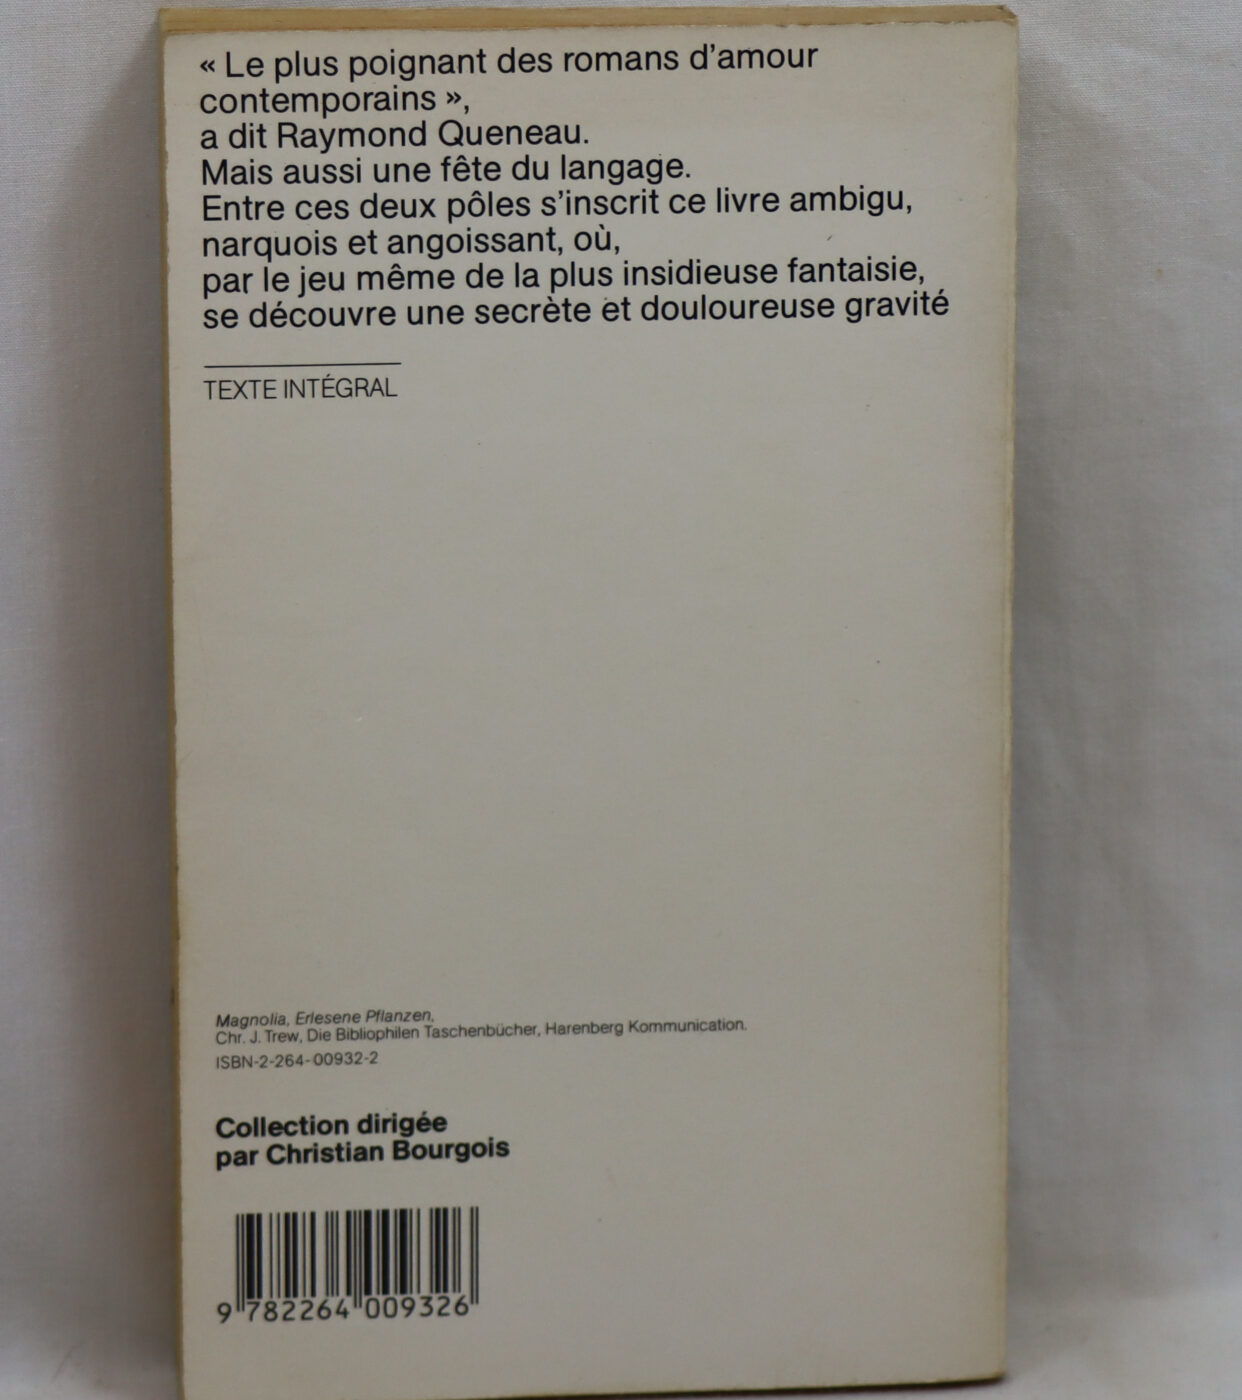 « Le plus poignant des romans d'amour
contemporains »,
a dit Raymond Queneau.
Mais aussi une fête du langage.
Entre ces deux pôles s'inscrit ce livre ambigu,
narquois et angoissant, où,
par le jeu même de la plus insidieuse fantaisie,
se découvre une secrète et douloureuse gravité
TEXTE INTÉGRAL
Magnolia, Erlesene Pflanzen,
Chr. J. Trew, Die Bibliophilen Taschenbücher, Harenberg Kommunication.
ISBN-2-264-00932-2
Collection dirigée
par Christian Bourgois
9 782264 009326